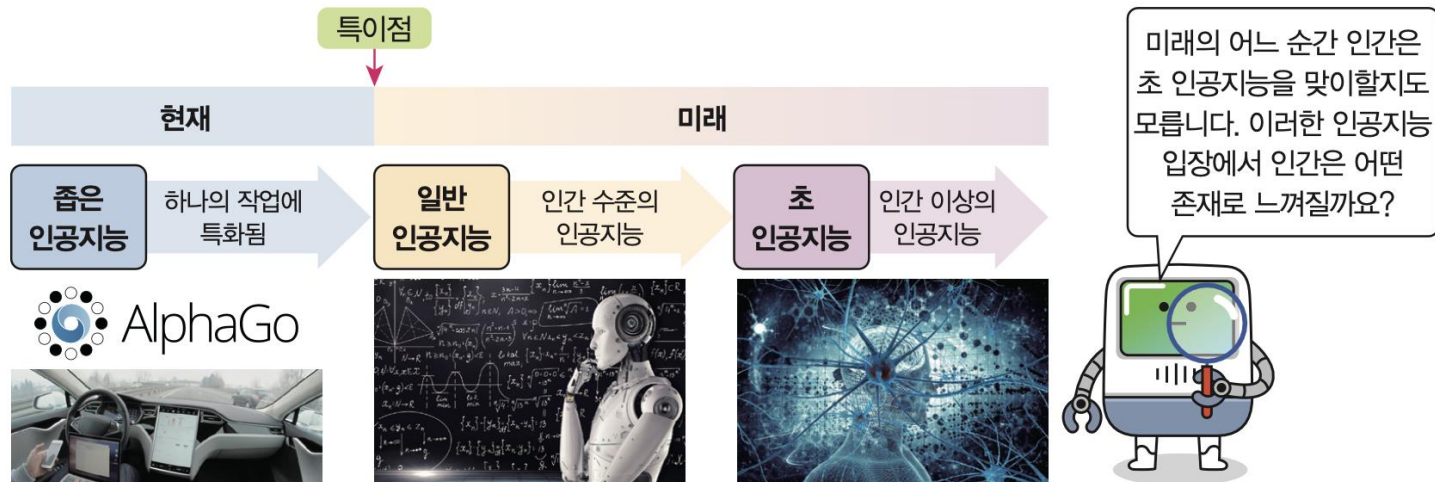 특이점
현재
미래
좁은
인공지능
하나의 작업에
특화됨
일반
인공지능
인간 수준의
인공지능
초
인공지능
인간 이상의
인공지능
AlphaGo
미래의 어느 순간 인간은
초 인공지능을 맞이할지도
모릅니다. 이러한 인공지능
입장에서 인간은 어떤
존재로 느껴질까요?